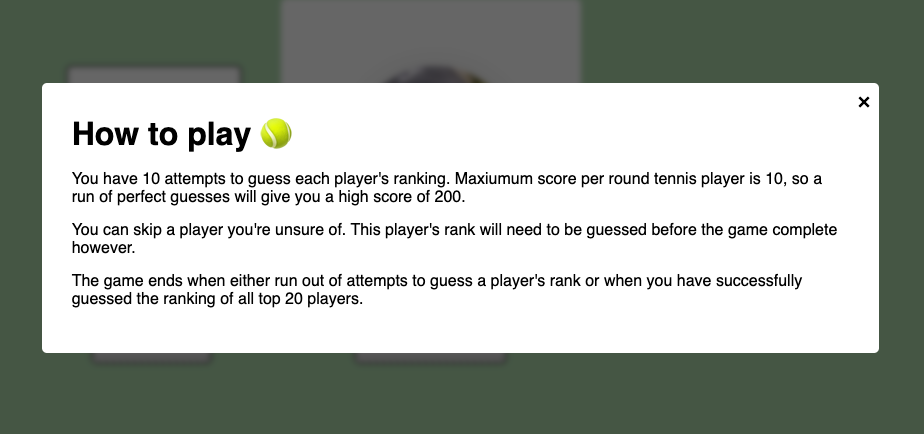 ×
How to play 🎾
You have 10 attempts to guess each player's ranking. Maxiumum score per round tennis player is 10, so a
run of perfect guesses will give you a high score of 200.
You can skip a player you're unsure of. This player's rank will need to be guessed before the game complete
however.
The game ends when either run out of attempts to guess a player's rank or when you have successfully
guessed the ranking of all top 20 players.